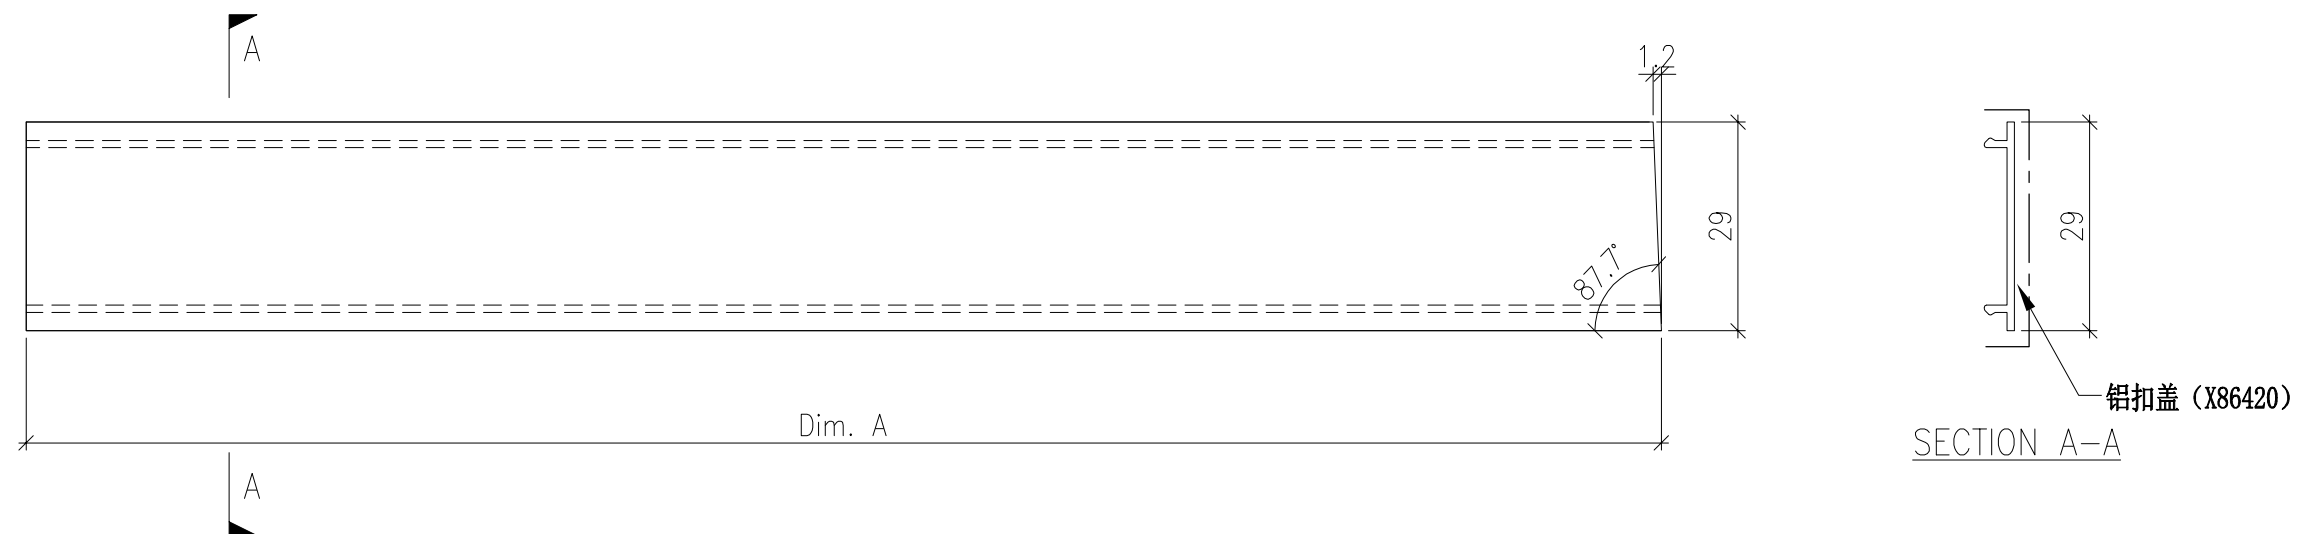 A
1.2
29
29
87.7°
铝扣盖（X86420）
Dim. A
SECTION A-A
A